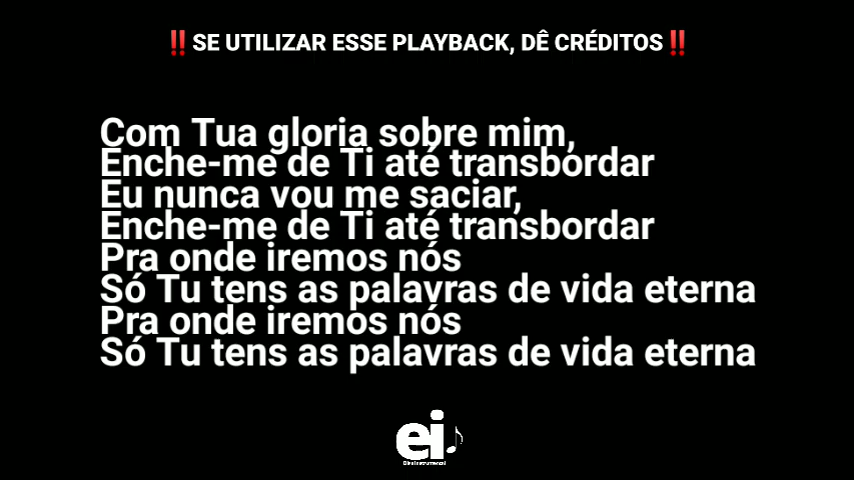 ‼️SE UTILIZAR ESSE PLAYBACK, DÊ CRÉDITOS‼️
Com Tua gloria sobre mim,
Enche-me de Ti até transbordar
Eu nunca vou me saciar,
Enche-me de Ti até transbordar
Pra onde iremos nós
Só Tu tens as palavras de vida eterna
Pra onde iremos nós
Só Tu tens as palavras de vida eterna
ei